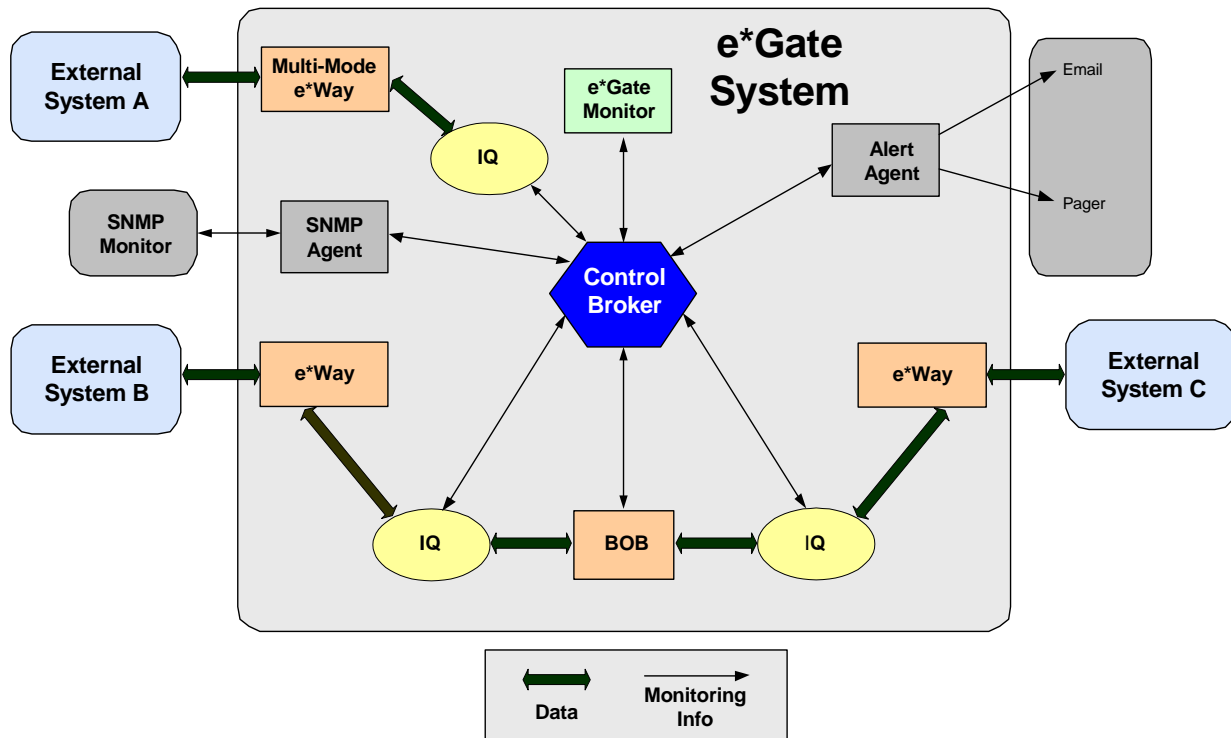 e*Gate
System
External
System A
Multi-Mode
e*Way
e*Gate
Monitor
Email
IQ
Alert
Agent
Pager
SNMP
Monitor
SNMP
Agent
Control
Broker
External
System B
e*Way
e*Way
External
System C
IQ
BOB
IQ
Data
Monitoring
Info